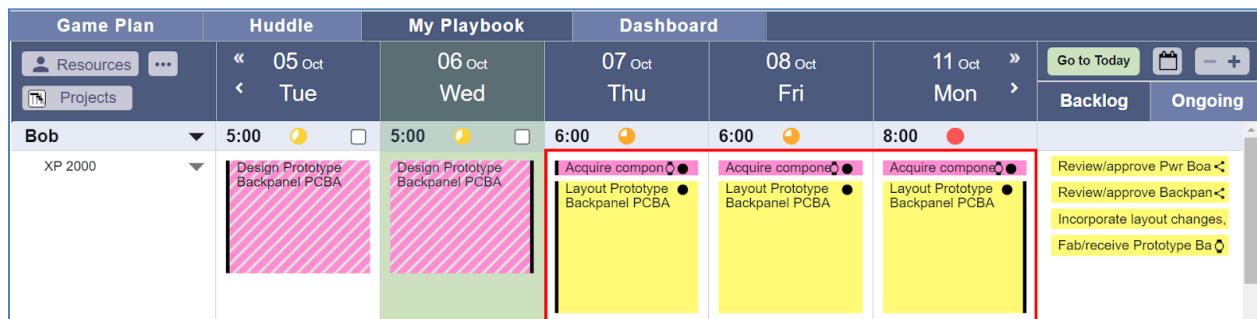 Game Plan Huddle My Playbook Dashboard
Resources ••• « 05 Oct 06 Oct 07 Oct 08 Oct 11 Oct » Go to Today − +
Projects ‹ Tue Wed Thu Fri Mon › Backlog Ongoing
Bob 5:00 5:00 6:00 6:00 8:00
XP 2000
Design Prototype
Backpanel PCBA
Design Prototype
Backpanel PCBA
Acquire compon
Layout Prototype
Backpanel PCBA
Acquire compone
Layout Prototype
Backpanel PCBA
Acquire compone
Layout Prototype
Backpanel PCBA
Review/approve Pwr Boa
Review/approve Backpan
Incorporate layout changes,
Fab/receive Prototype Ba